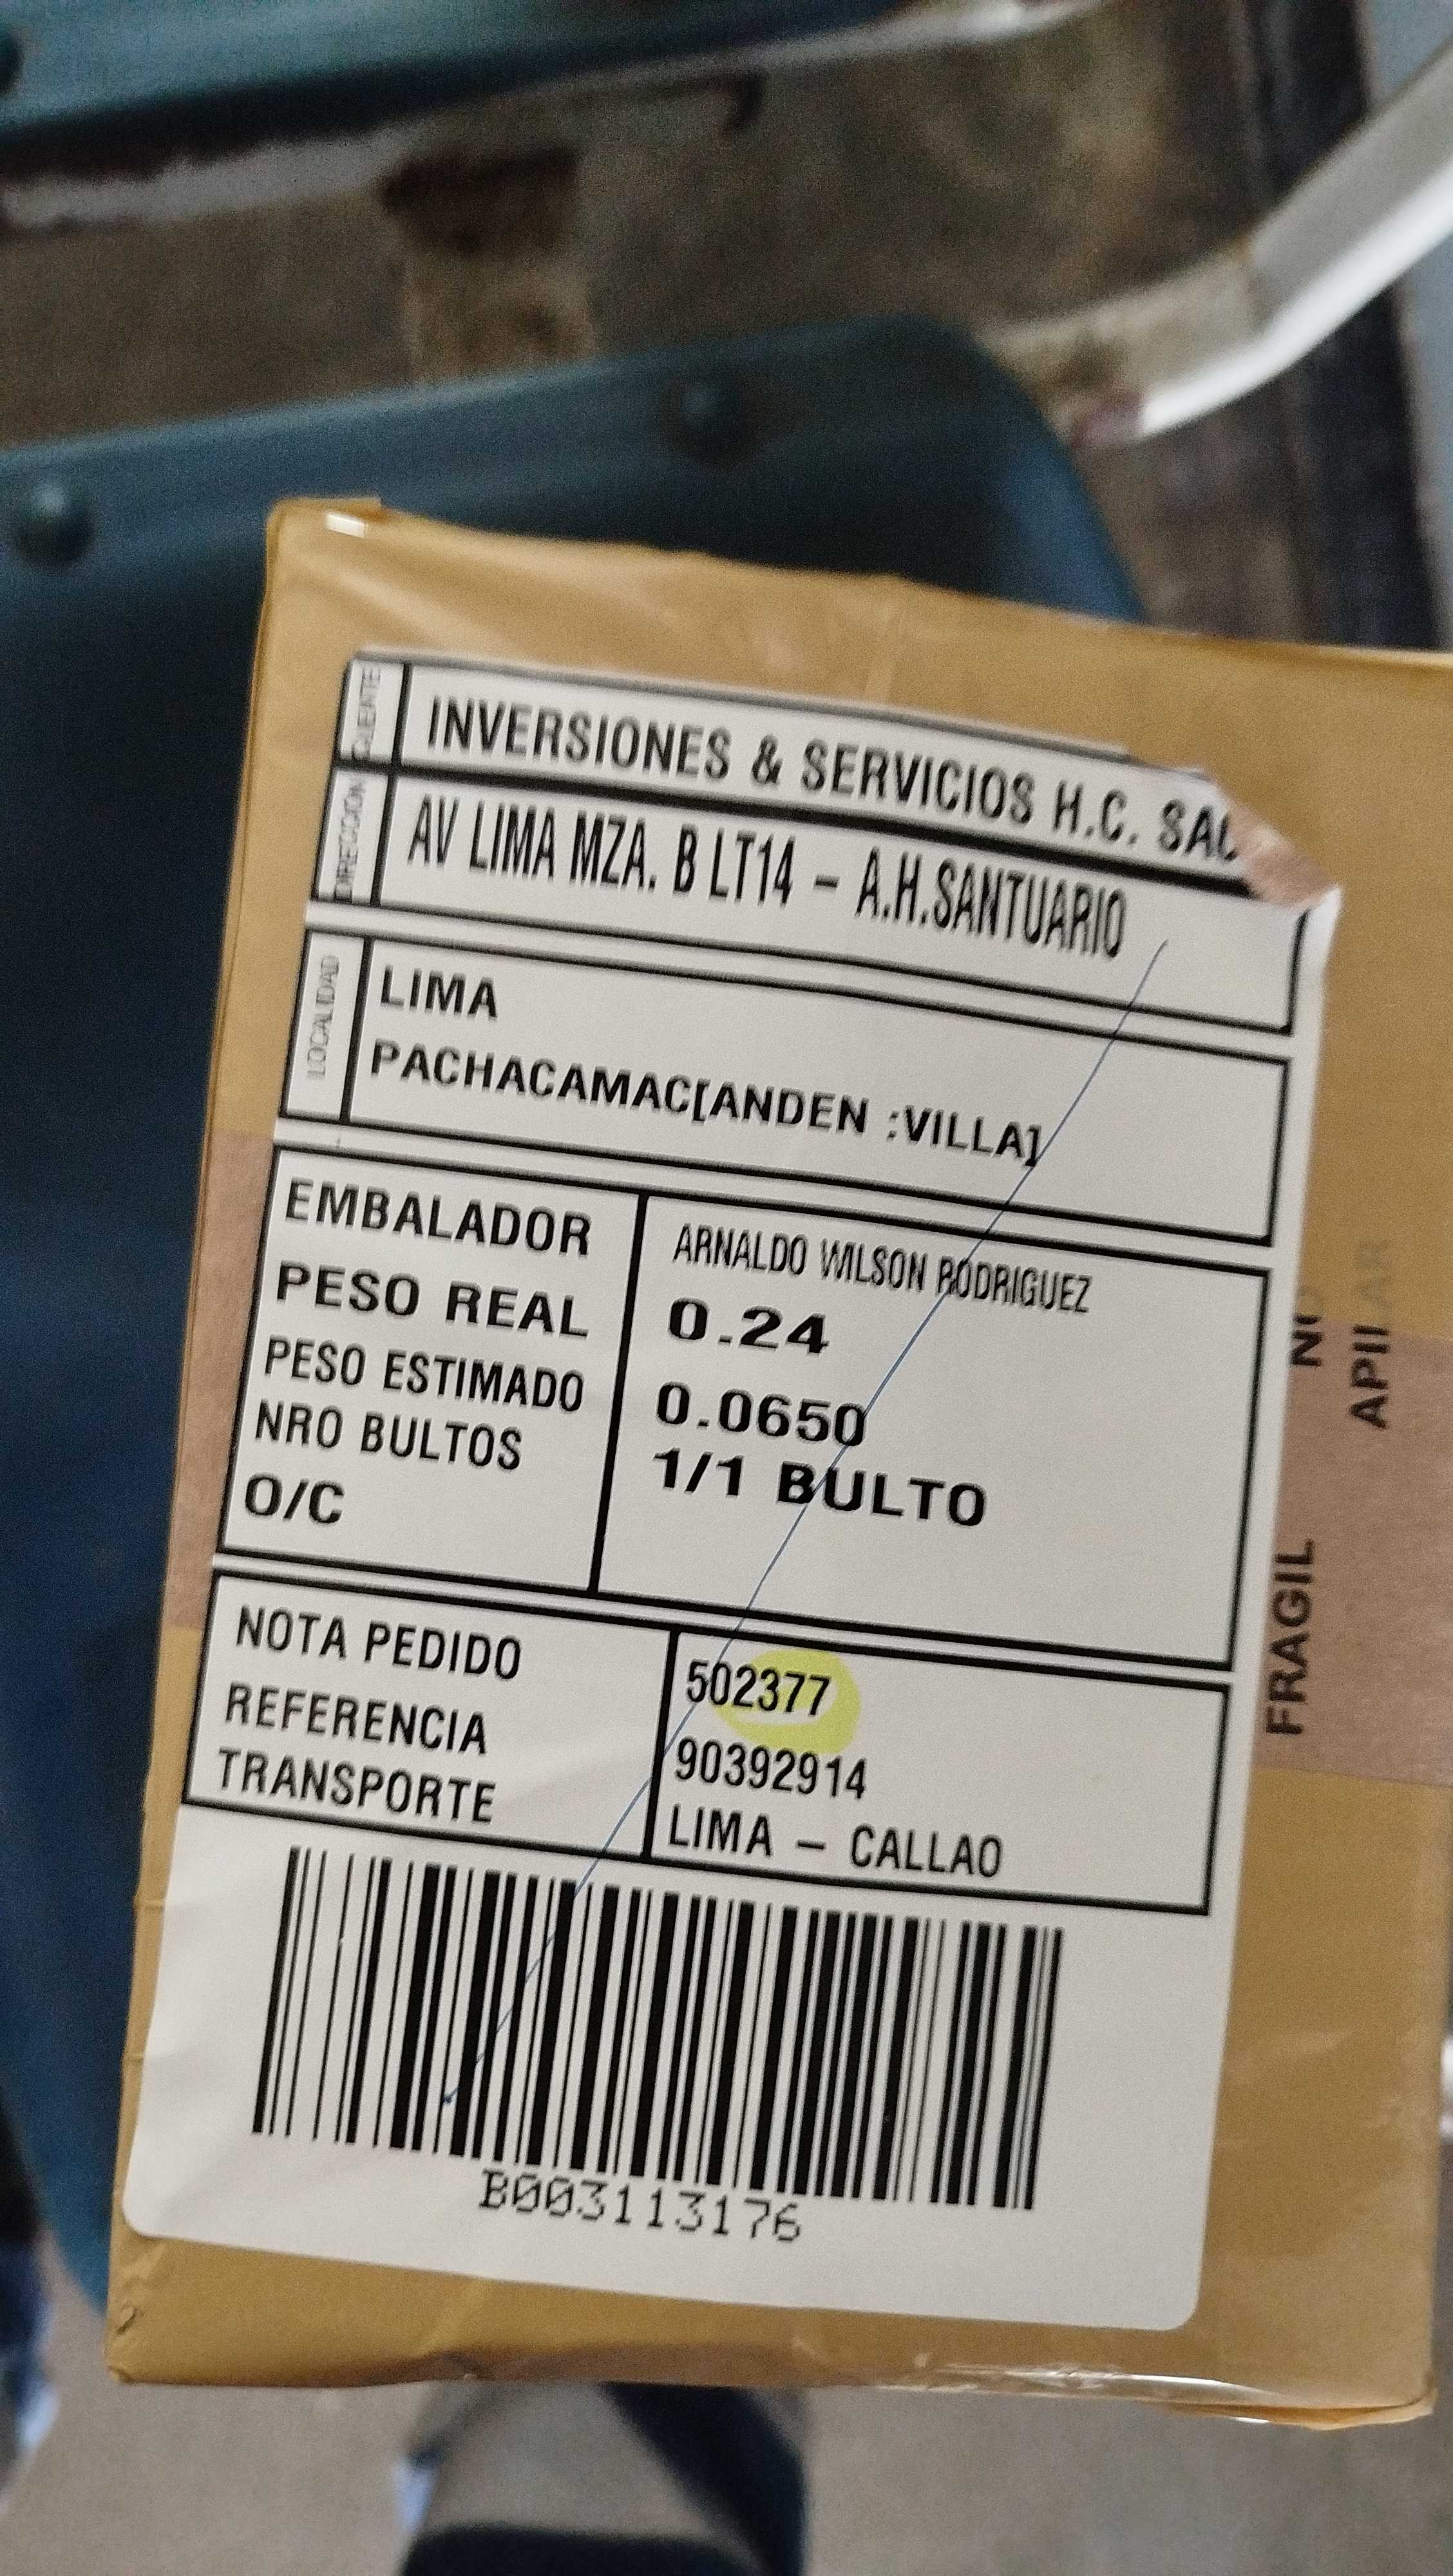 CLIENTE
INVERSIONES & SERVICIOS H.C. SAC
DIRECCIÓN
AV LIMA MZA. B LT14 – A.H.SANTUARIO
LOCALIDAD
LIMA
PACHACAMAC[ANDEN :VILLA]
EMBALADOR ARNALDO WILSON RODRIGUEZ
PESO REAL 0.24
PESO ESTIMADO 0.0650
NRO BULTOS 1/1 BULTO
O/C
NOTA PEDIDO 502377
REFERENCIA 90392914
TRANSPORTE LIMA – CALLAO
B003113176
FRAGIL NO
APILAR